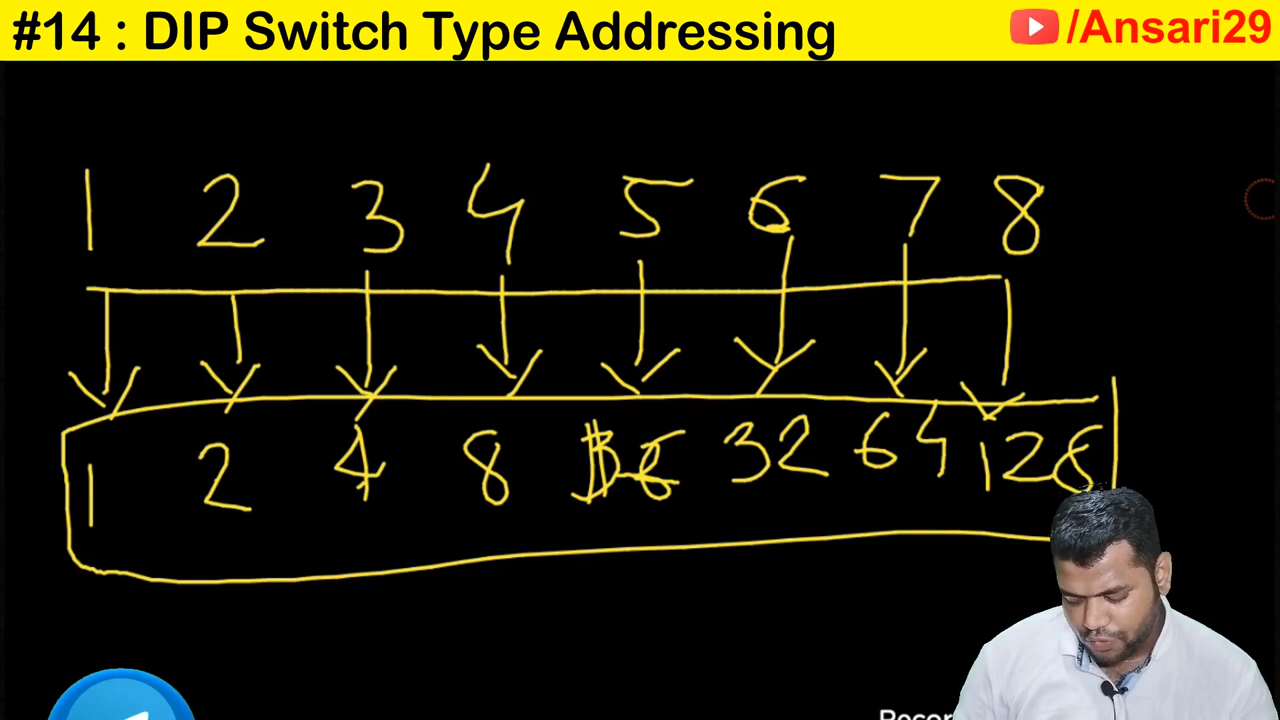 #14 : DIP Switch Type Addressing
/Ansari29
1 2 3 4 5 6 7 8
1 2 4 8 16 32 64 128